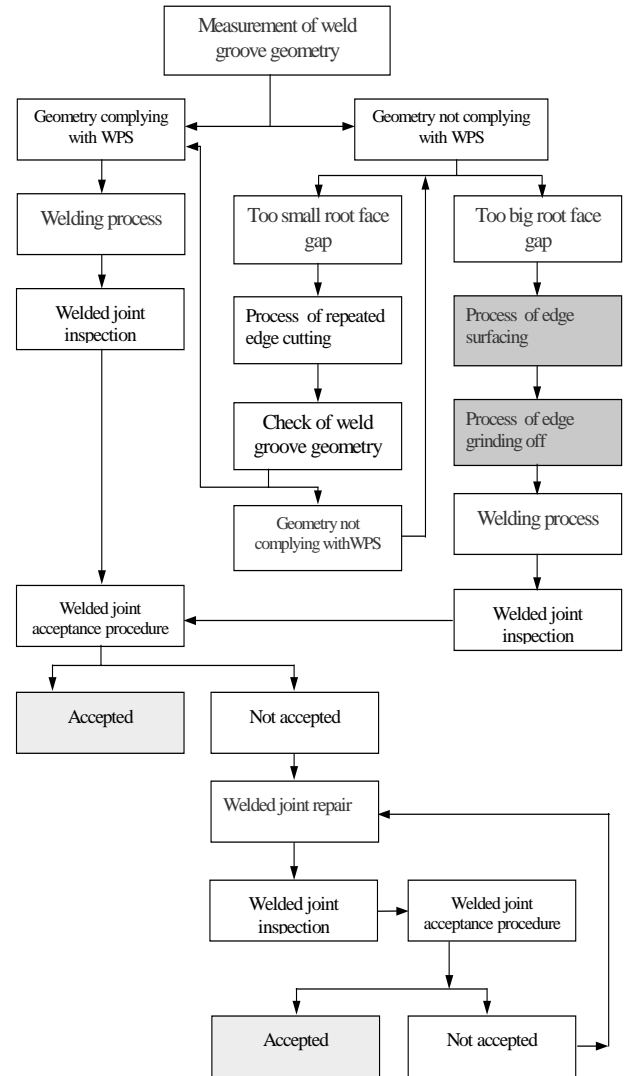 Measurement of weld
groove geometry
Geometry complying
with WPS
Geometry not complying
with WPS
Welding process
Too small root face
gap
Too big root face
gap
Welded joint
inspection
Process of repeated
edge cutting
Process of edge
surfacing
Check of weld
groove geometry
Process of edge
grinding off
Geometry not
complying withWPS
Welding process
Welded joint
acceptance procedure
Welded joint
inspection
Accepted
Not accepted
Welded joint repair
Welded joint
inspection
Welded joint
acceptance procedure
Accepted
Not accepted